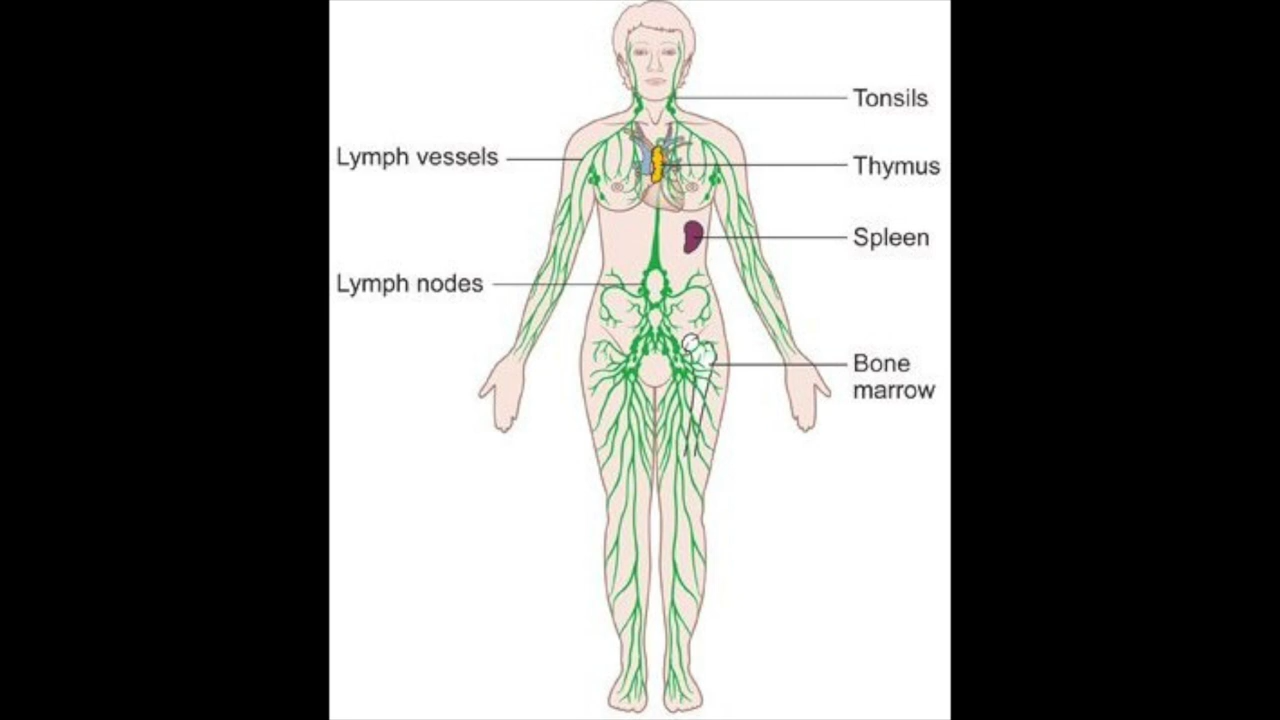 Tonsils
Lymph vessels
Thymus
Spleen
Lymph nodes
Bone
marrow